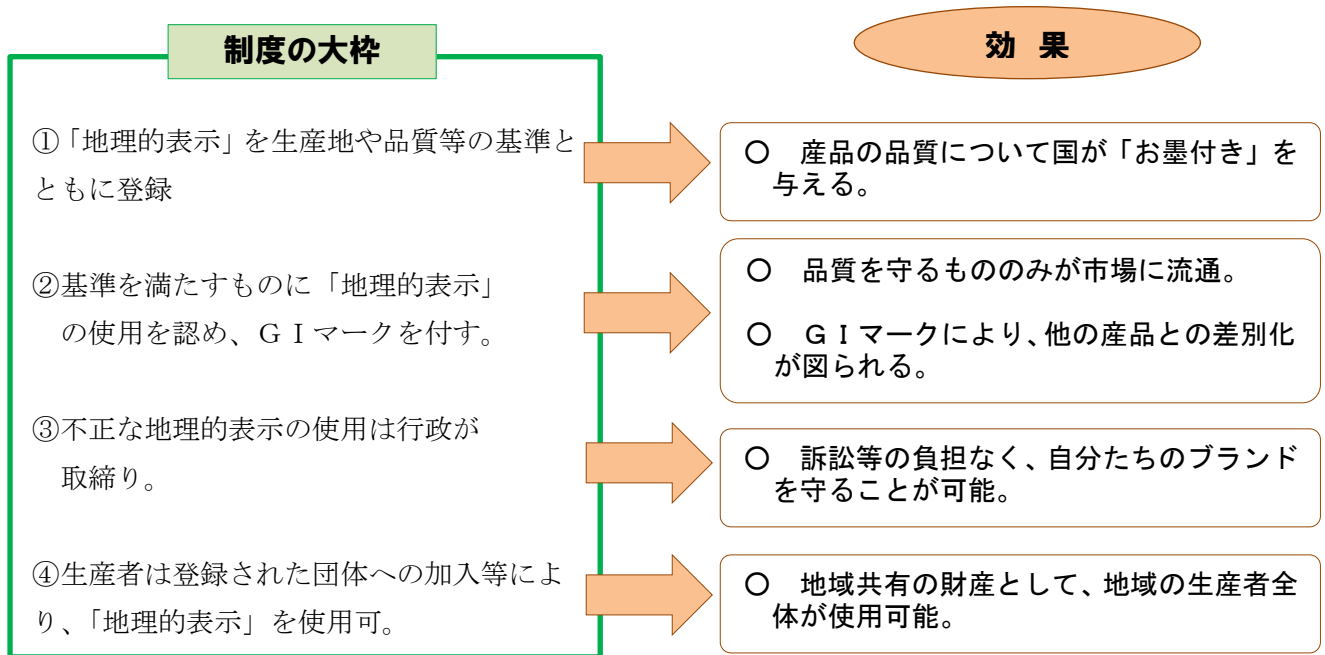 制度の大枠
効 果
①「地理的表示」を生産地や品質等の基準と
ともに登録
○ 産品の品質について国が「お墨付き」を
与える。
②基準を満たすものに「地理的表示」
の使用を認め、ＧＩマークを付す。
○ 品質を守るもののみが市場に流通。
○ ＧＩマークにより、他の産品との差別化
が図られる。
③不正な地理的表示の使用は行政が
取締り。
○ 訴訟等の負担なく、自分たちのブランド
を守ることが可能。
④生産者は登録された団体への加入等によ
り、「地理的表示」を使用可。
○ 地域共有の財産として、地域の生産者全
体が使用可能。